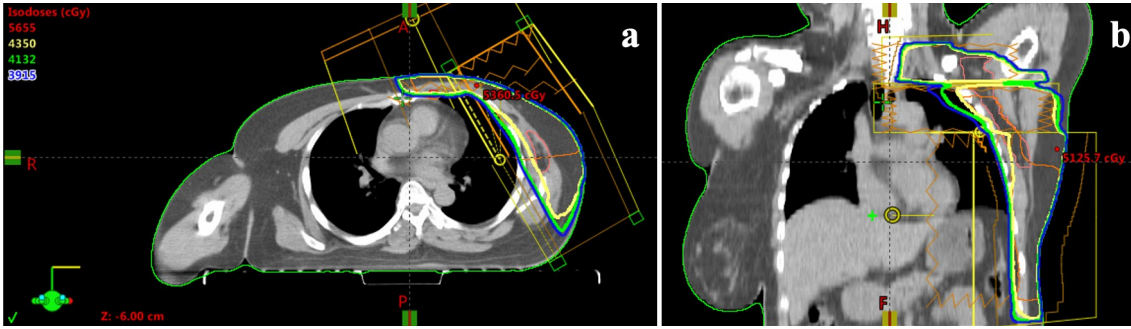 Isodoses (cGy)
5655
4350
4132
3915
A
a
5360.5 cGy
R
P
Z: -6.00 cm
H
b
5125.7 cGy
F